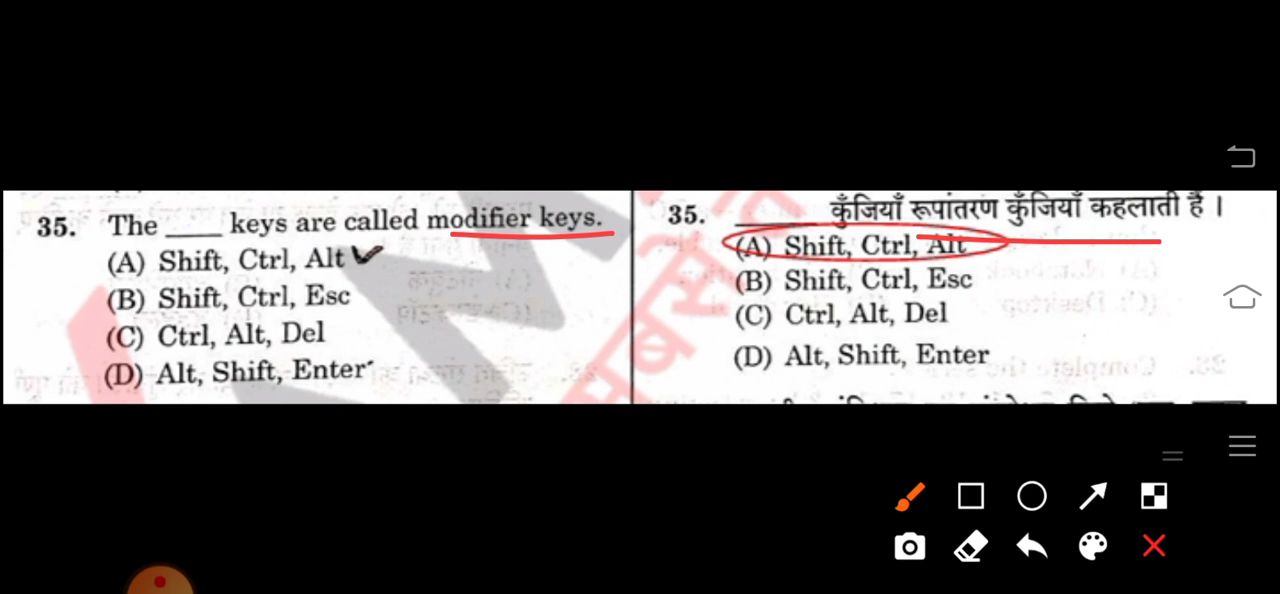 35. The ____ keys are called modifier keys.
(A) Shift, Ctrl, Alt
(B) Shift, Ctrl, Esc
(C) Ctrl, Alt, Del
(D) Alt, Shift, Enter
35. ____ कुँजियाँ रूपांतरण कुँजियाँ कहलाती हैं ।
(A) Shift, Ctrl, Alt
(B) Shift, Ctrl, Esc
(C) Ctrl, Alt, Del
(D) Alt, Shift, Enter